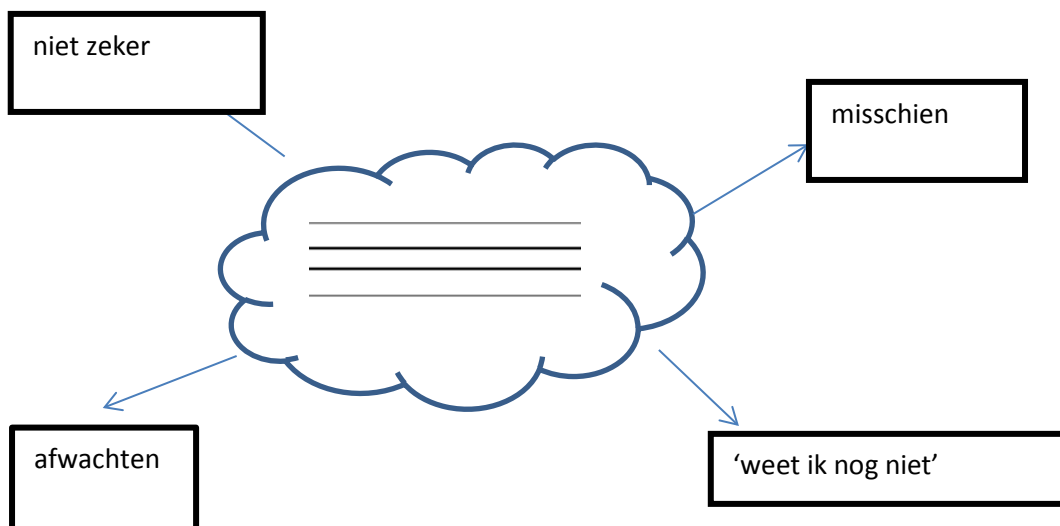 niet zeker
misschien
afwachten
‘weet ik nog niet’